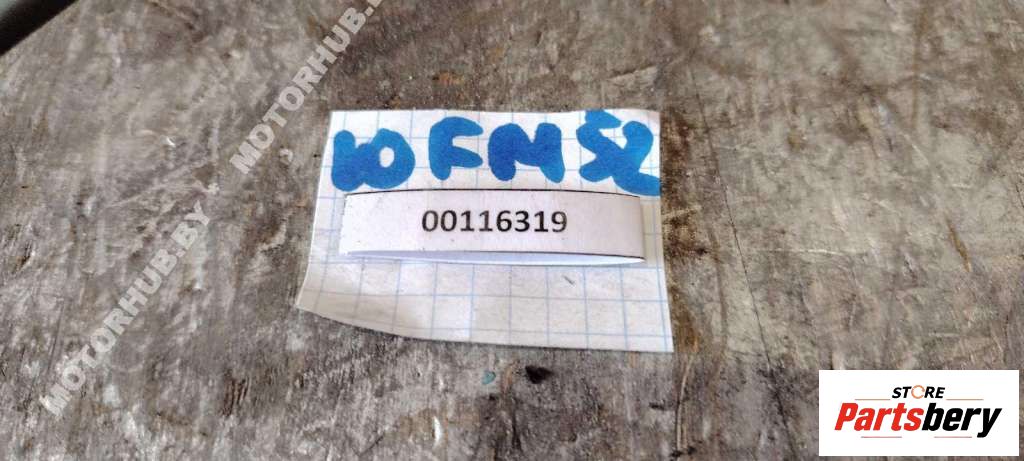 10FM52
00116319
MOTORHUB.BY
MOTORHUB.BY
STORE
Partsbery